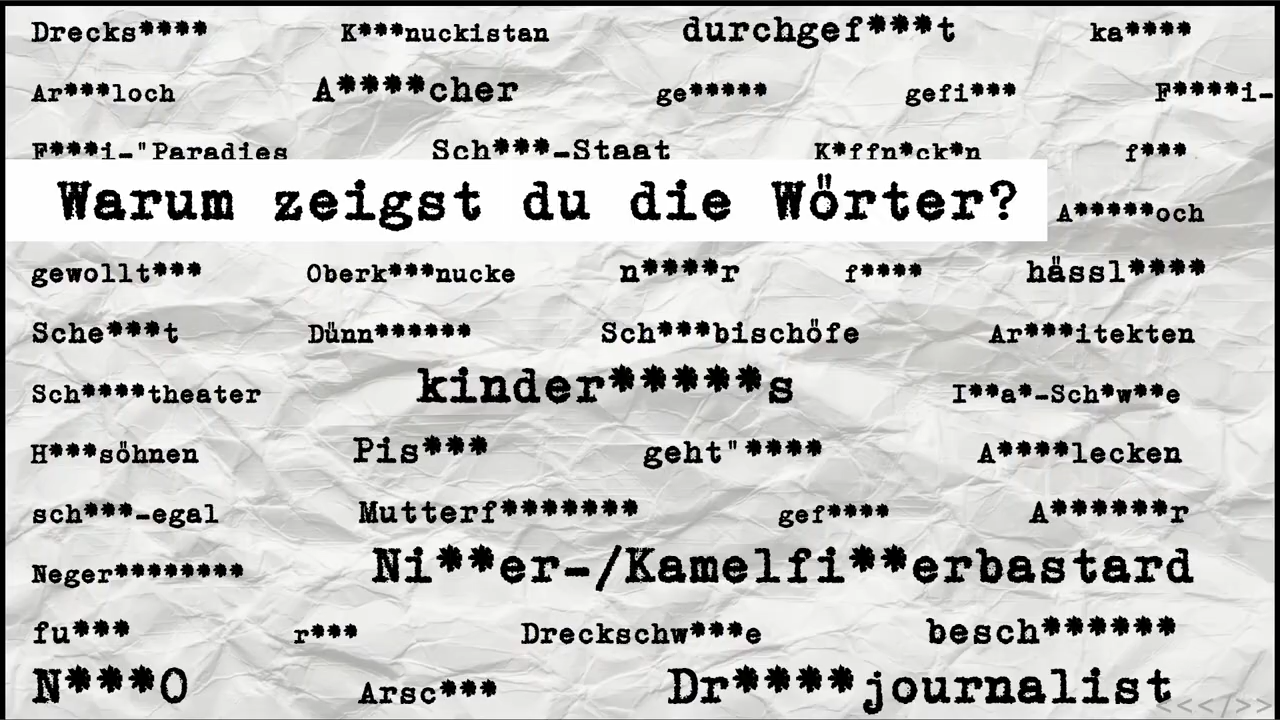 Drecks**** K***nuckistan durchgef***t ka****
Ar***loch A****cher ge***** gefi*** F****i-
F***i-"Paradies Sch***-Staat K*ffn*ck*n f***
Warum zeigst du die Wörter? A*****och
gewollt*** Oberk***nucke n****r f**** hässl****
Sche***t Dünn****** Sch***bischöfe Ar***itekten
Sch****theater kinder*****s I**a*-Sch*w**e
H***söhnen Pis*** geht"**** A****lecken
sch***-egal Mutterf******* gef**** A******r
Neger******** Ni**er-/Kamelfi**erbastard
fu*** r*** Dreckschw***e besch******
N***O Arsc*** Dr****journalist
<<</>>